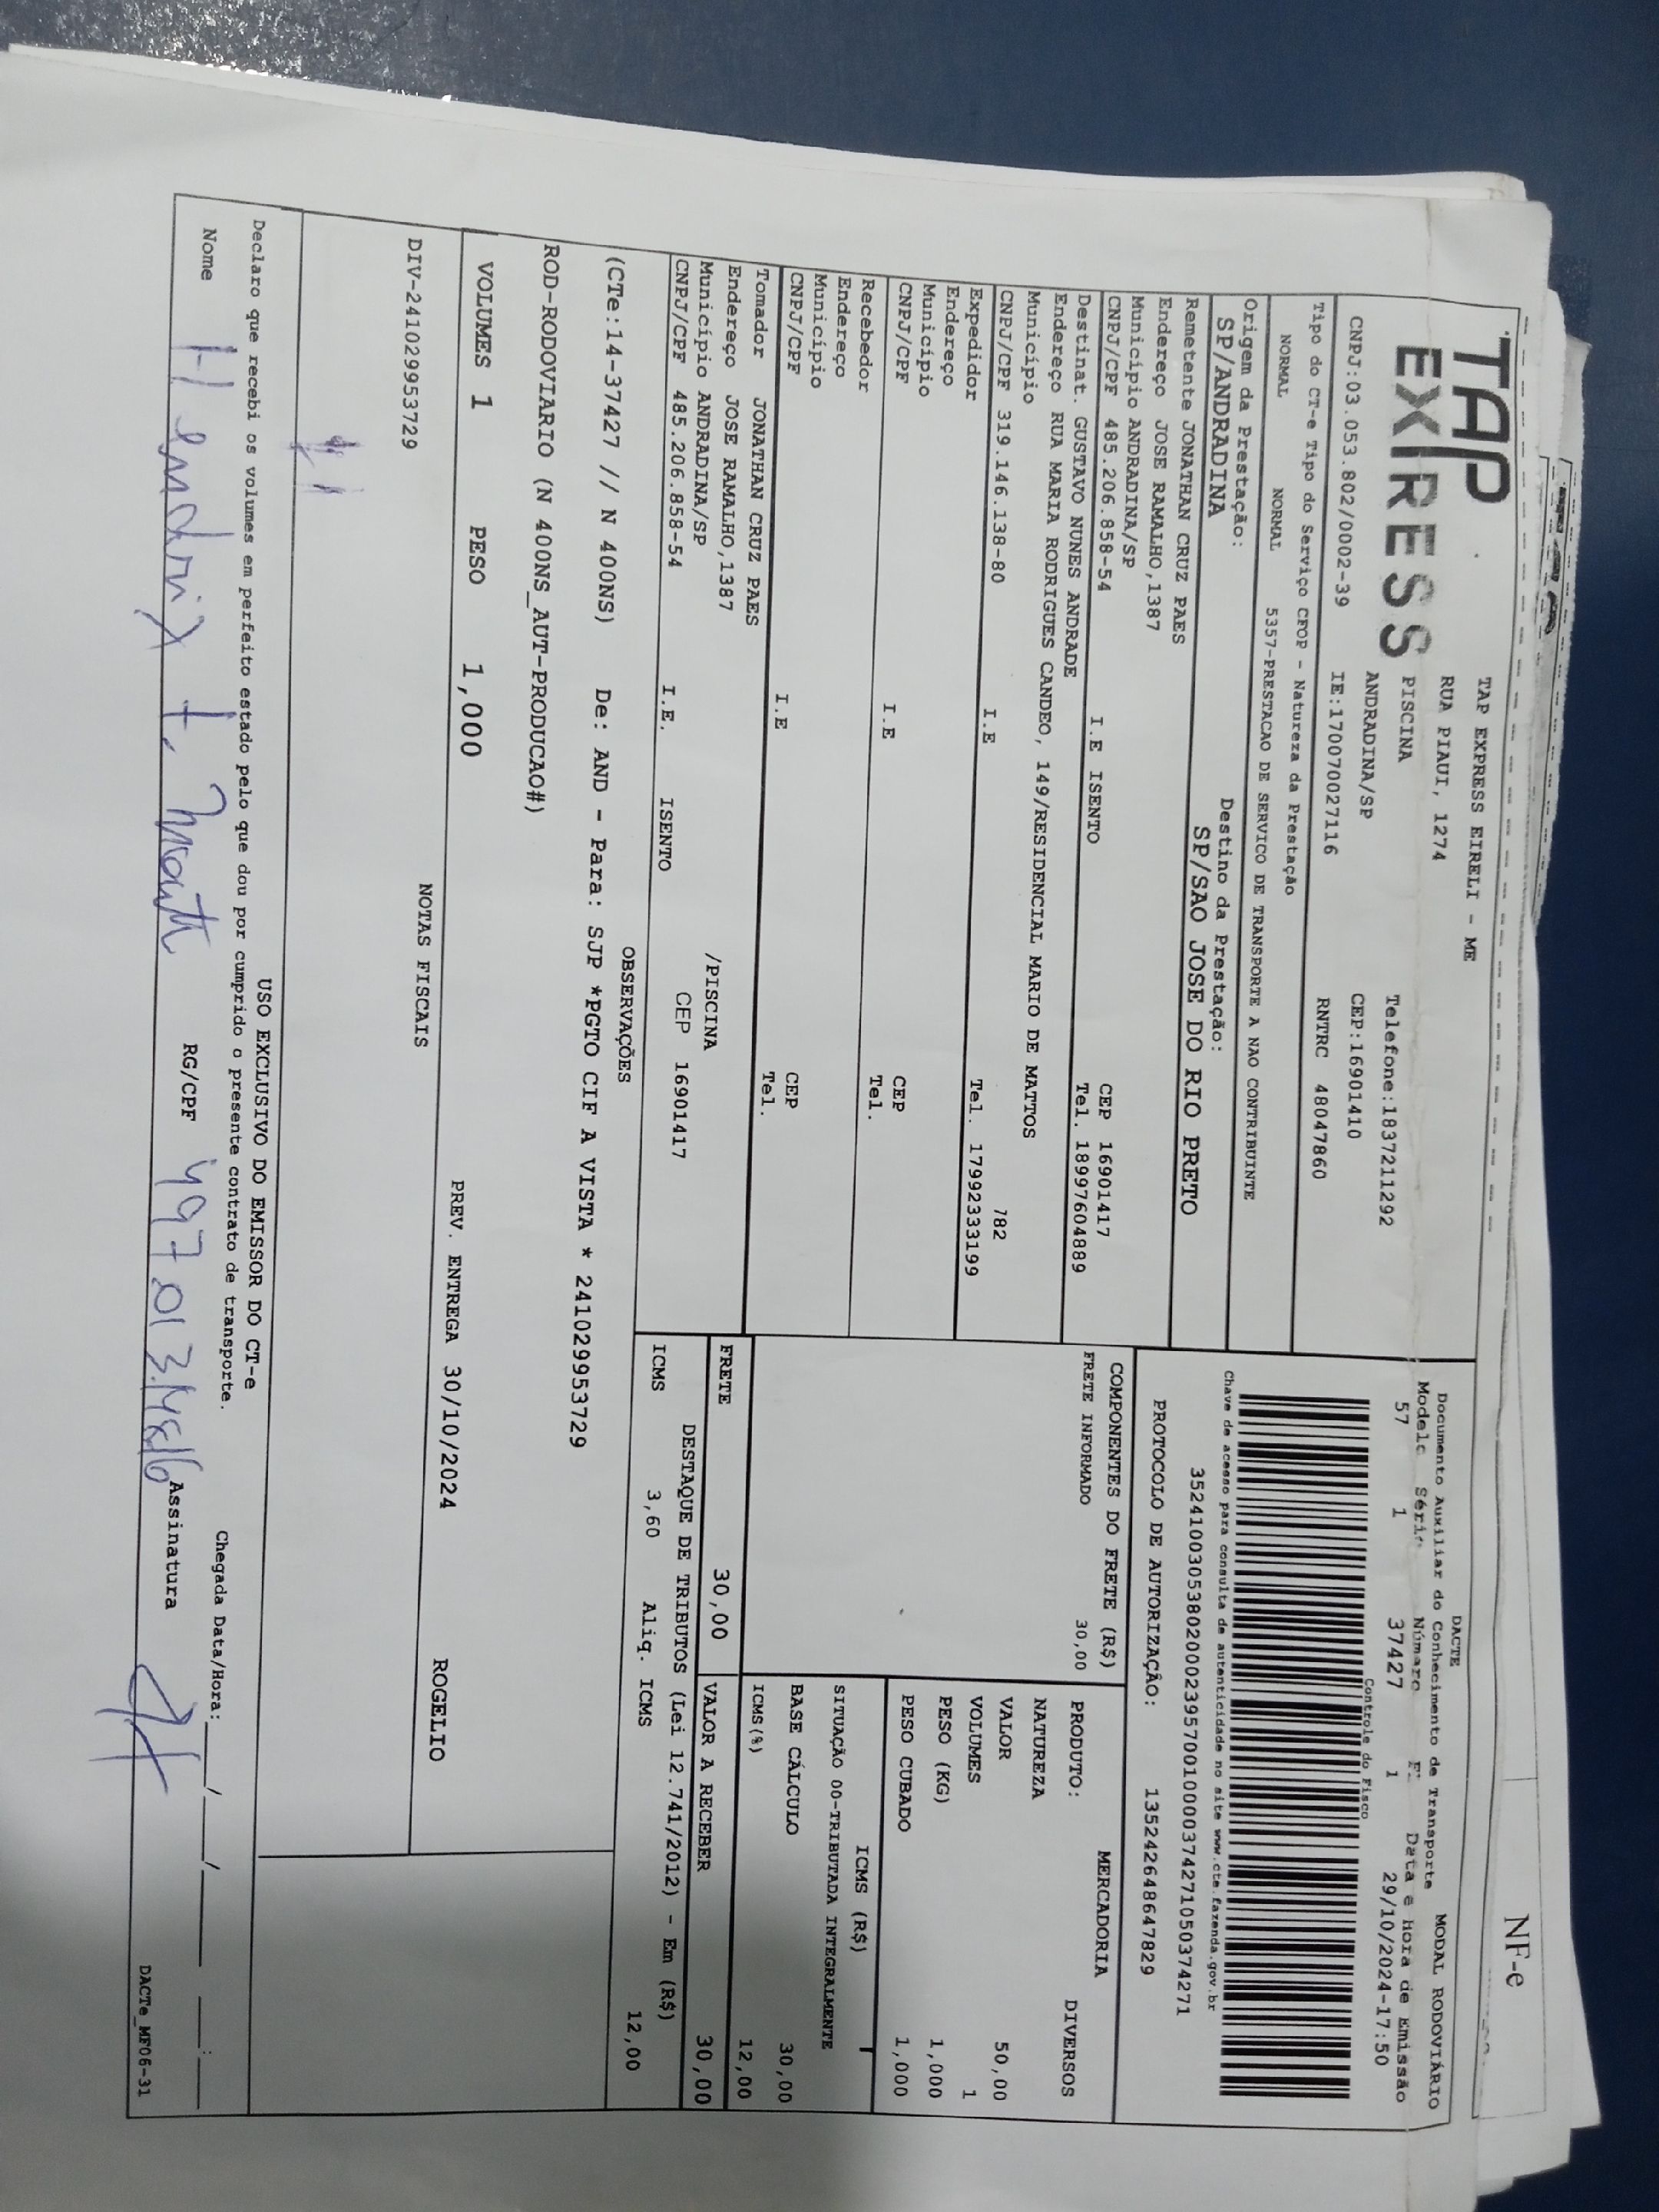 NF-e
TAP
EXPRESS
TAP EXPRESS EIRELI - ME
RUA PIAUI, 1274
PISCINA
Telefone:1837211292
ANDRADINA/SP
CEP:16901410
CNPJ:03.053.802/0002-39
IE:170070027116
RNTRC 48047860
DACTE
MODAL RODOVIÁRIO
Documento Auxiliar do Conhecimento de Transporte
Modelo Série Número Fl Data e Hora de Emissão
57 1 37427 1 29/10/2024-17:50
Controle do Fisco
Chave de acesso para consulta de autenticidade no site www.cte.fazenda.gov.br
35241003053802000239570010000374271050374271
PROTOCOLO DE AUTORIZAÇÃO: 135242648647829
Tipo do CT-e Tipo do Serviço CFOP - Natureza da Prestação
NORMAL NORMAL 5357-PRESTACAO DE SERVICO DE TRANSPORTE A NAO CONTRIBUINTE
Origem da Prestação: Destino da Prestação:
SP/ANDRADINA SP/SAO JOSE DO RIO PRETO
Remetente JONATHAN CRUZ PAES
Endereço JOSE RAMALHO,1387
Município ANDRADINA/SP CEP 16901417
CNPJ/CPF 485.206.858-54 I.E ISENTO Tel. 18997604889
Destinat. GUSTAVO NUNES ANDRADE
Endereço RUA MARIA RODRIGUES CANDEO, 149/RESIDENCIAL MARIO DE MATTOS
Município 782
CNPJ/CPF 319.146.138-80 I.E Tel. 17992333199
Expedidor
Endereço
Município CEP
CNPJ/CPF I.E Tel.
Recebedor
Endereço
Município CEP
CNPJ/CPF I.E Tel.
Tomador JONATHAN CRUZ PAES
Endereço JOSE RAMALHO,1387 /PISCINA
Município ANDRADINA/SP CEP 16901417
CNPJ/CPF 485.206.858-54 I.E. ISENTO
COMPONENTES DO FRETE (R$)
FRETE INFORMADO 30,00
FRETE 30,00
MERCADORIA
PRODUTO: DIVERSOS
NATUREZA
VALOR 50,00
VOLUMES 1
PESO (KG) 1,000
PESO CUBADO 1,000
ICMS (R$)
SITUAÇÃO 00-TRIBUTADA INTEGRALMENTE
BASE CÁLCULO 30,00
ICMS(%) 12,00
VALOR A RECEBER 30,00
DESTAQUE DE TRIBUTOS (Lei 12.741/2012) - Em (R$)
ICMS 3,60 Aliq. ICMS 12,00
OBSERVAÇÕES
(CTe:14-37427 // N 400NS) De: AND - Para: SJP *PGTO CIF A VISTA * 241029953729
ROD-RODOVIARIO (N 400NS_AUT-PRODUCAO#)
VOLUMES 1 PESO 1,000 PREV. ENTREGA 30/10/2024 ROGELIO
NOTAS FISCAIS
DIV-241029953729
USO EXCLUSIVO DO EMISSOR DO CT-e
Declaro que recebi os volumes em perfeito estado pelo que dou por cumprido o presente contrato de transporte. Chegada Data/Hora:____/____/______ ____:____
Nome Hendrix RG/CPF Assinatura
DACTe_MF06-31